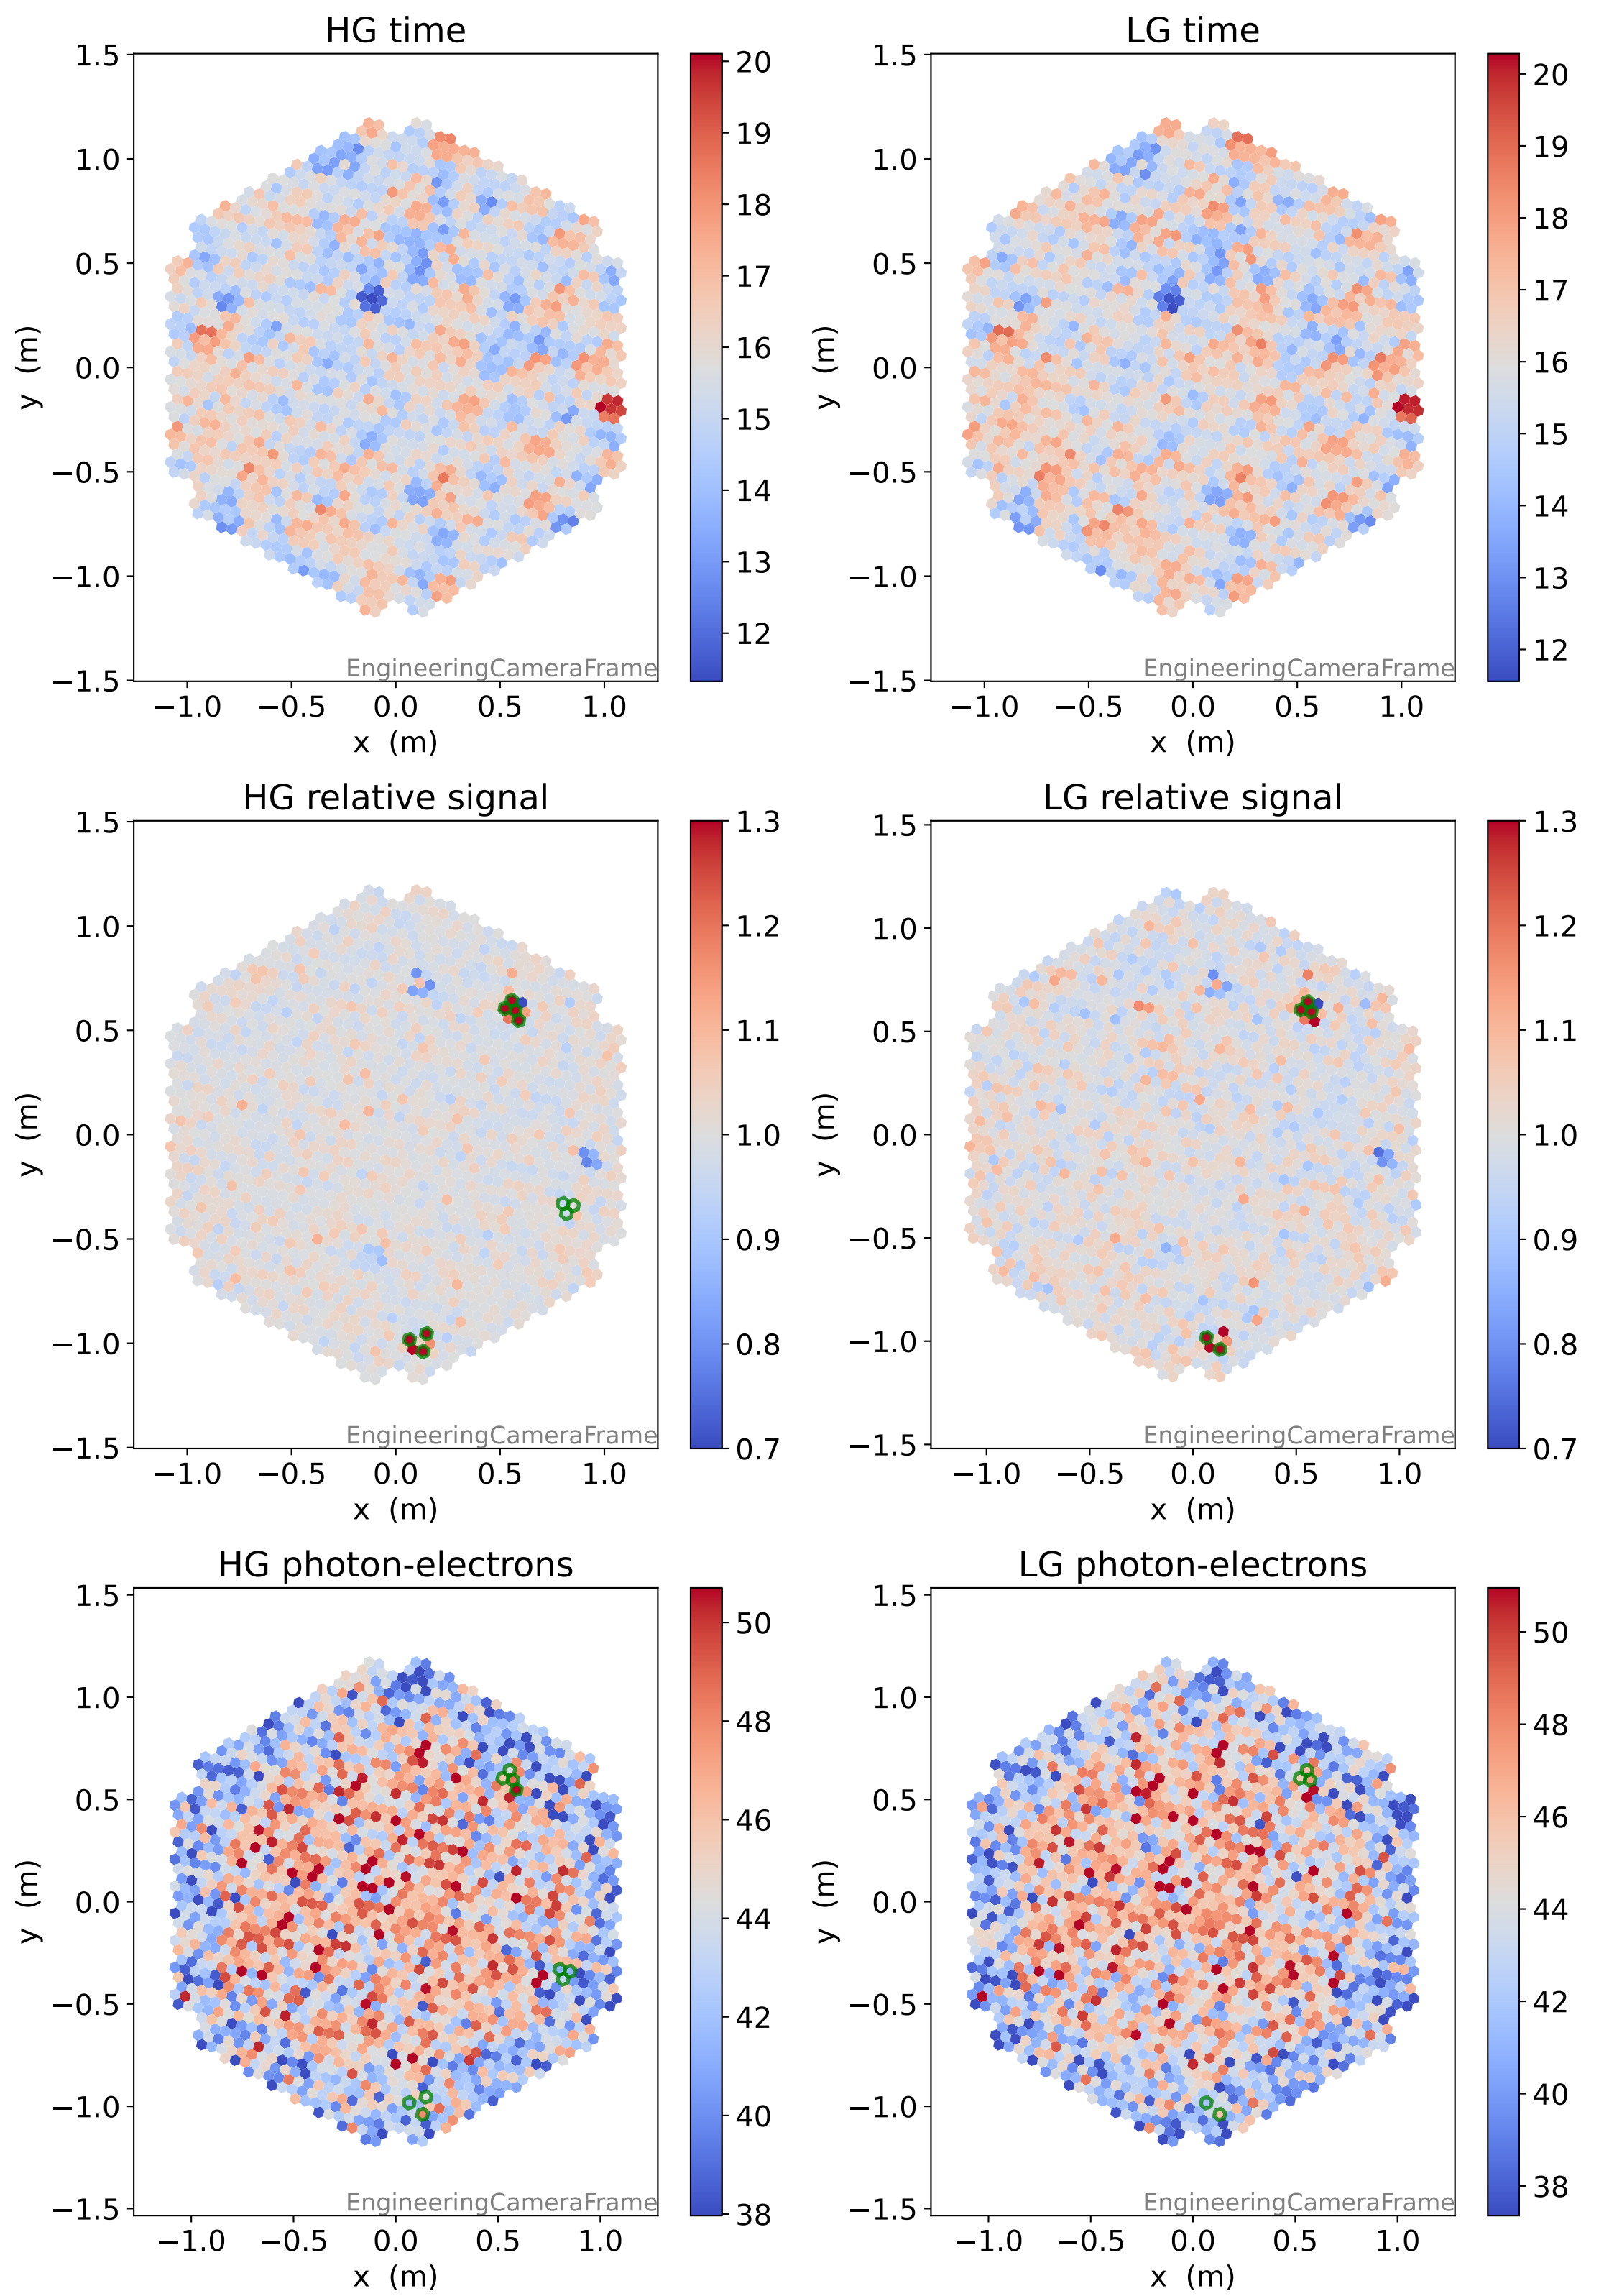 HG time
1.5
1.0
0.5
0.0
−0.5
−1.0
−1.5
y (m)
EngineeringCameraFrame
−1.0 −0.5 0.0 0.5 1.0
x (m)
20
19
18
17
16
15
14
13
12
LG time
1.5
1.0
0.5
0.0
−0.5
−1.0
−1.5
y (m)
EngineeringCameraFrame
−1.0 −0.5 0.0 0.5 1.0
x (m)
20
19
18
17
16
15
14
13
12
HG relative signal
1.5
1.0
0.5
0.0
−0.5
−1.0
−1.5
y (m)
EngineeringCameraFrame
−1.0 −0.5 0.0 0.5 1.0
x (m)
1.3
1.2
1.1
1.0
0.9
0.8
0.7
LG relative signal
1.5
1.0
0.5
0.0
−0.5
−1.0
−1.5
y (m)
EngineeringCameraFrame
−1.0 −0.5 0.0 0.5 1.0
x (m)
1.3
1.2
1.1
1.0
0.9
0.8
0.7
HG photon-electrons
1.5
1.0
0.5
0.0
−0.5
−1.0
−1.5
y (m)
EngineeringCameraFrame
−1.0 −0.5 0.0 0.5 1.0
x (m)
50
48
46
44
42
40
38
LG photon-electrons
1.5
1.0
0.5
0.0
−0.5
−1.0
−1.5
y (m)
EngineeringCameraFrame
−1.0 −0.5 0.0 0.5 1.0
x (m)
50
48
46
44
42
40
38